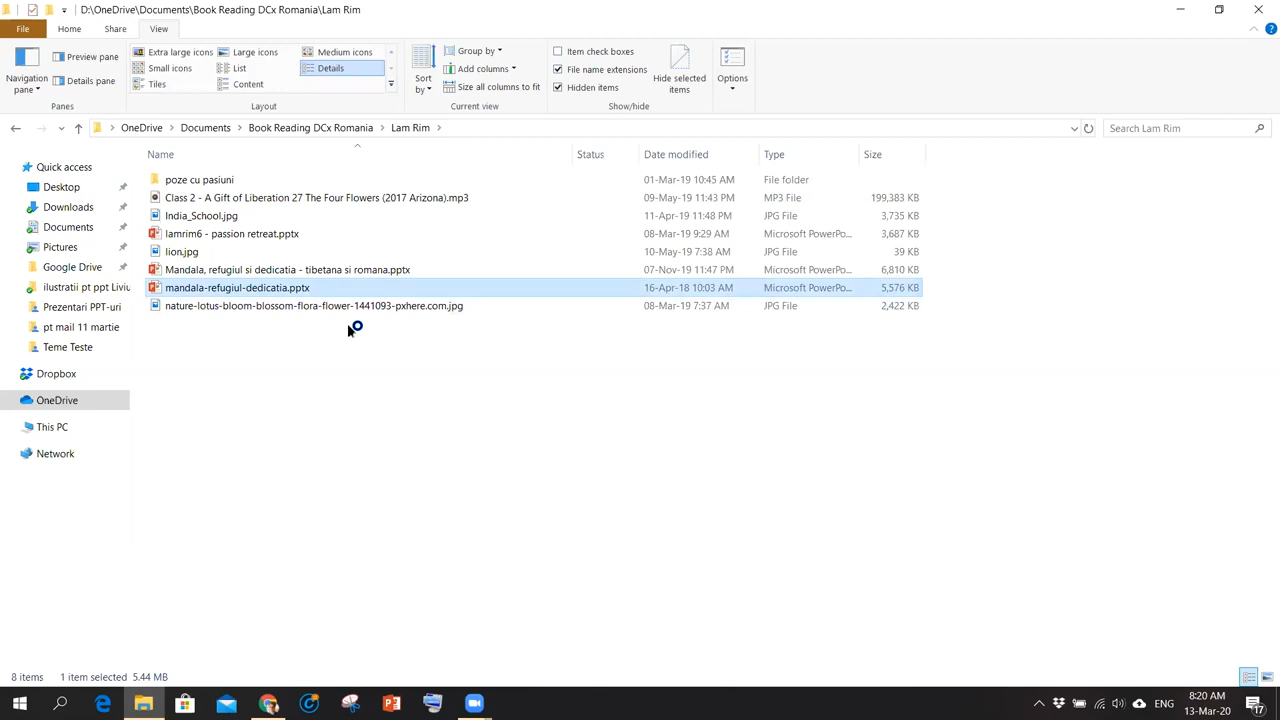 D:\OneDrive\Documents\Book Reading DCx Romania\Lam Rim
File Home Share View
Navigation pane
Preview pane
Details pane
Panes
Extra large icons Large icons Medium icons
Small icons List Details
Tiles Content
Layout
Sort by
Group by
Add columns
Size all columns to fit
Current view
Item check boxes
File name extensions
Hidden items
Hide selected items
Show/hide
Options
OneDrive Documents Book Reading DCx Romania Lam Rim
Search Lam Rim
Name Status Date modified Type Size
poze cu pasiuni 01-Mar-19 10:45 AM File folder
Class 2 - A Gift of Liberation 27 The Four Flowers (2017 Arizona).mp3 09-May-19 11:43 PM MP3 File 199,383 KB
India_School.jpg 11-Apr-19 11:48 PM JPG File 3,735 KB
lamrim6 - passion retreat.pptx 08-Mar-19 9:29 AM Microsoft PowerPo... 3,687 KB
lion.jpg 10-May-19 7:38 AM JPG File 39 KB
Mandala, refugiul si dedicatia - tibetana si romana.pptx 07-Nov-19 11:47 PM Microsoft PowerPo... 6,810 KB
mandala-refugiul-dedicatia.pptx 16-Apr-18 10:03 AM Microsoft PowerPo... 5,576 KB
nature-lotus-bloom-blossom-flora-flower-1441093-pxhere.com.jpg 08-Mar-19 7:37 AM JPG File 2,422 KB
Quick access
Desktop
Downloads
Documents
Pictures
Google Drive
ilustratii pt ppt Liviu
Prezentari PPT-uri
pt mail 11 martie
Teme Teste
Dropbox
OneDrive
This PC
Network
8 items 1 item selected 5.44 MB
ENG
8:20 AM
13-Mar-20
17